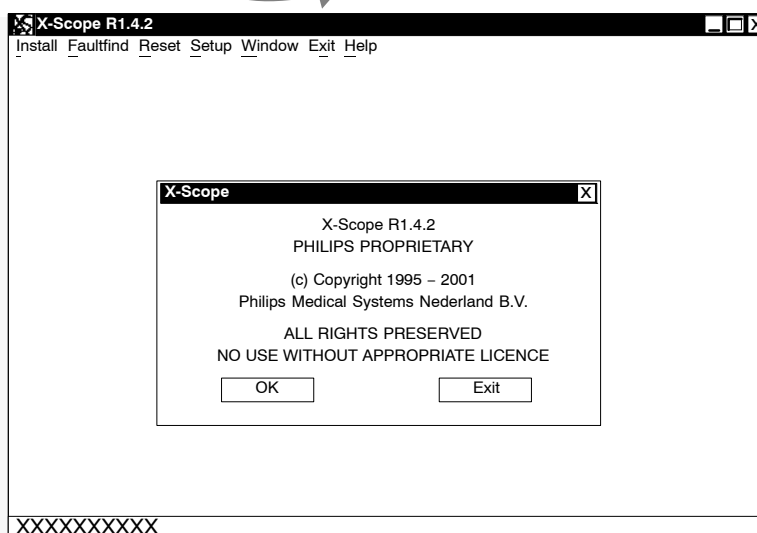 X-Scope R1.4.2
Install Faultfind Reset Setup Window Exit Help
X-Scope X
X-Scope R1.4.2
PHILIPS PROPRIETARY
(c) Copyright 1995 – 2001
Philips Medical Systems Nederland B.V.
ALL RIGHTS PRESERVED
NO USE WITHOUT APPROPRIATE LICENCE
OK Exit
XXXXXXXXXX